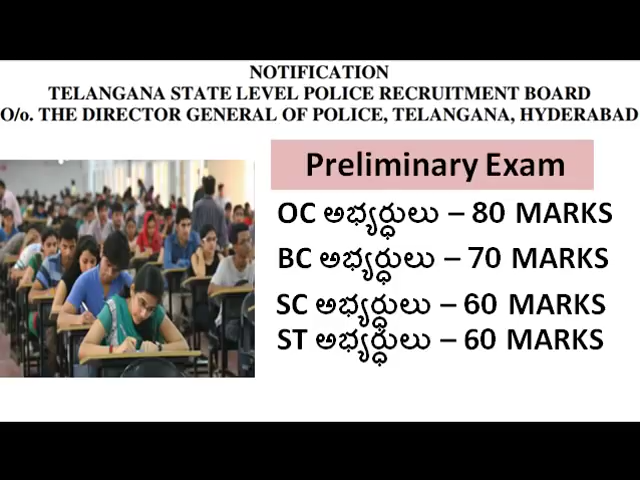 NOTIFICATION
TELANGANA STATE LEVEL POLICE RECRUITMENT BOARD
O/o. THE DIRECTOR GENERAL OF POLICE, TELANGANA, HYDERABAD
Preliminary Exam
OC అభ్యర్ధులు – 80 MARKS
BC అభ్యర్ధులు – 70 MARKS
SC అభ్యర్ధులు – 60 MARKS
ST అభ్యర్ధులు – 60 MARKS